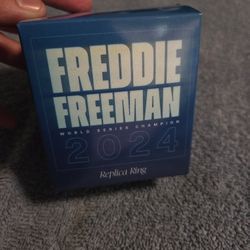 FREDDIE
FREEMAN
WORLD SERIES CHAMPION
2024
Replica Ring